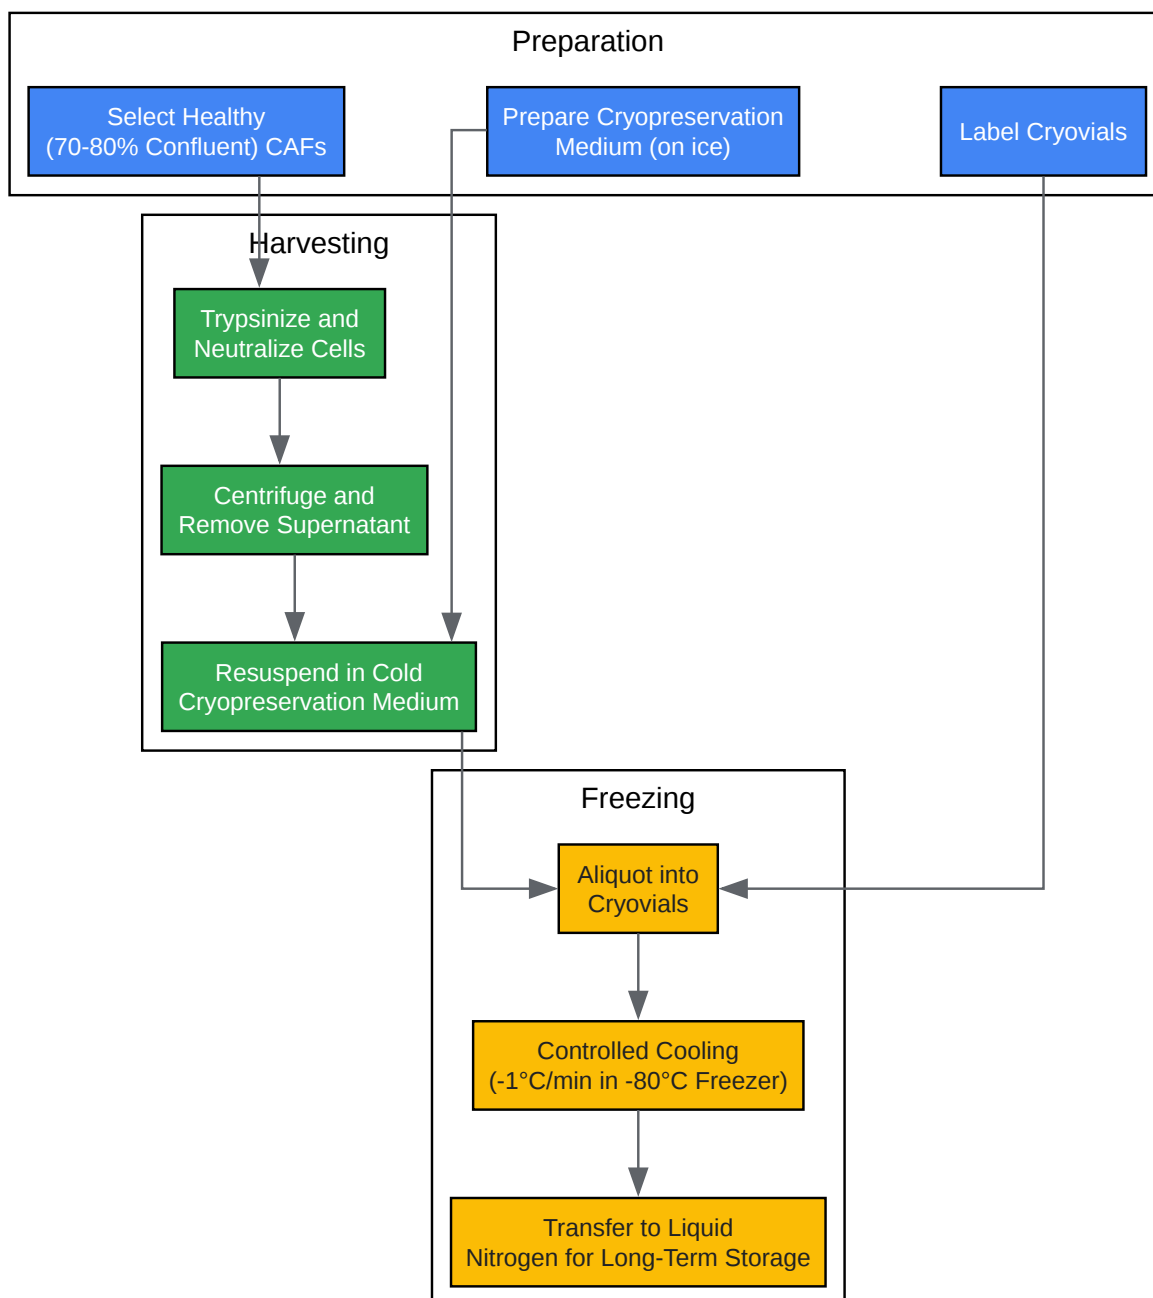 Preparation
Select Healthy
(70-80% Confluent) CAFs
Prepare Cryopreservation
Medium (on ice)
Label Cryovials
Harvesting
Trypsinize and
Neutralize Cells
Centrifuge and
Remove Supernatant
Resuspend in Cold
Cryopreservation Medium
Freezing
Aliquot into
Cryovials
Controlled Cooling
(-1°C/min in -80°C Freezer)
Transfer to Liquid
Nitrogen for Long-Term Storage